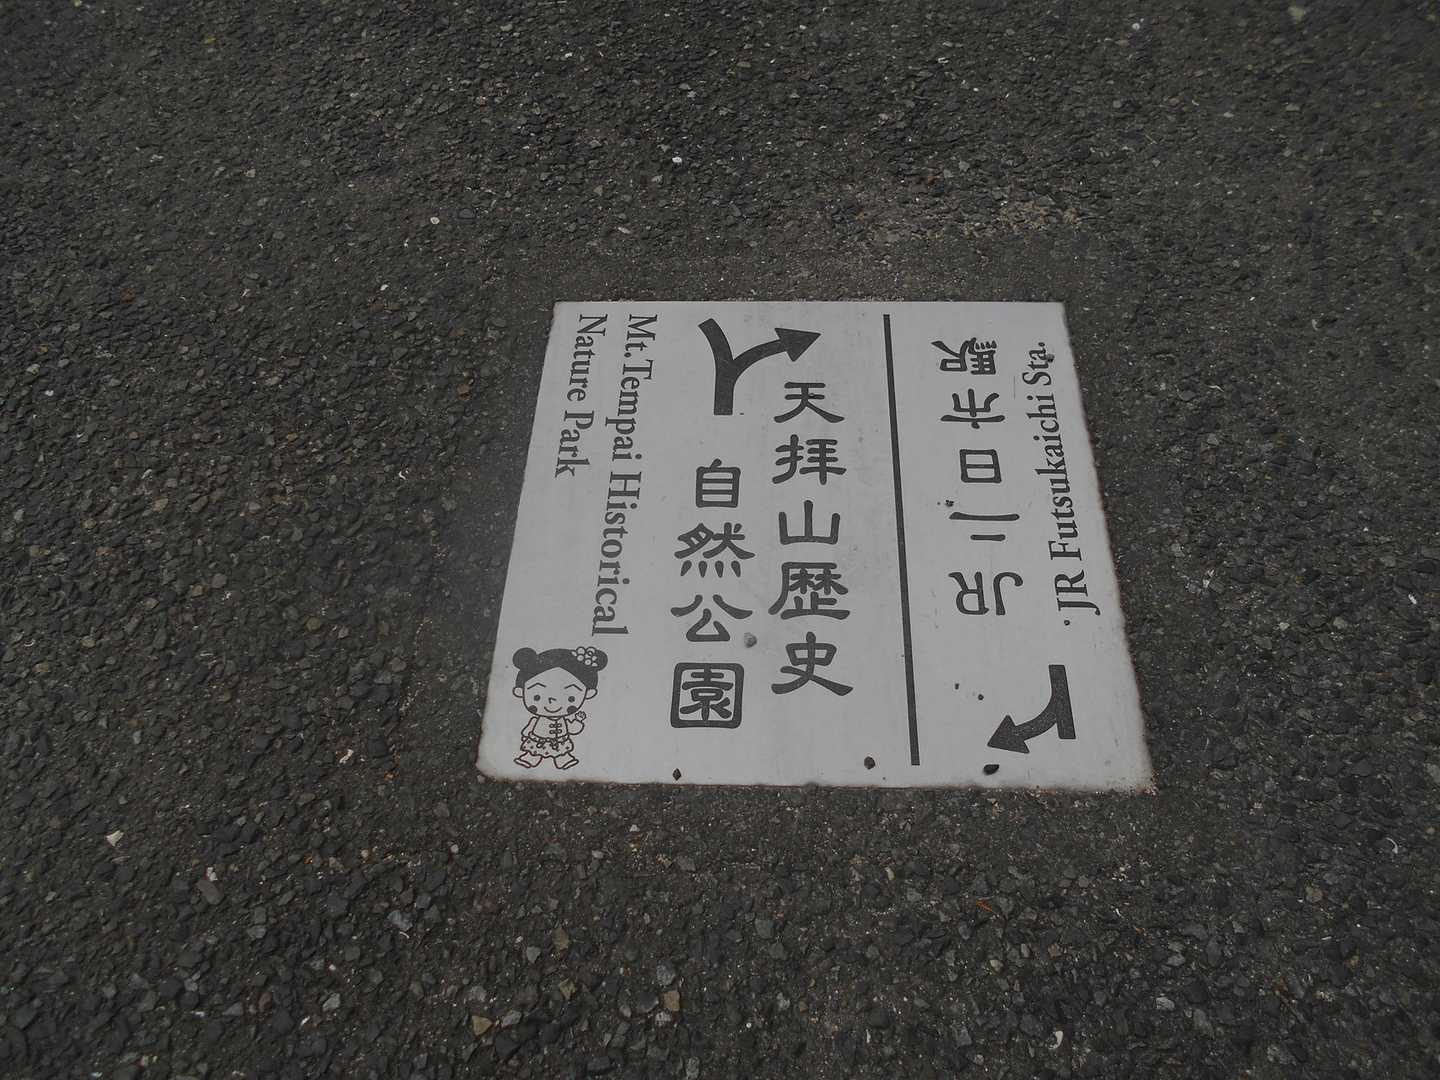 天拝山歴史
自然公園
Mt.Tempai Historical
Nature Park
JR二日市駅
JR Futsukaichi Sta.